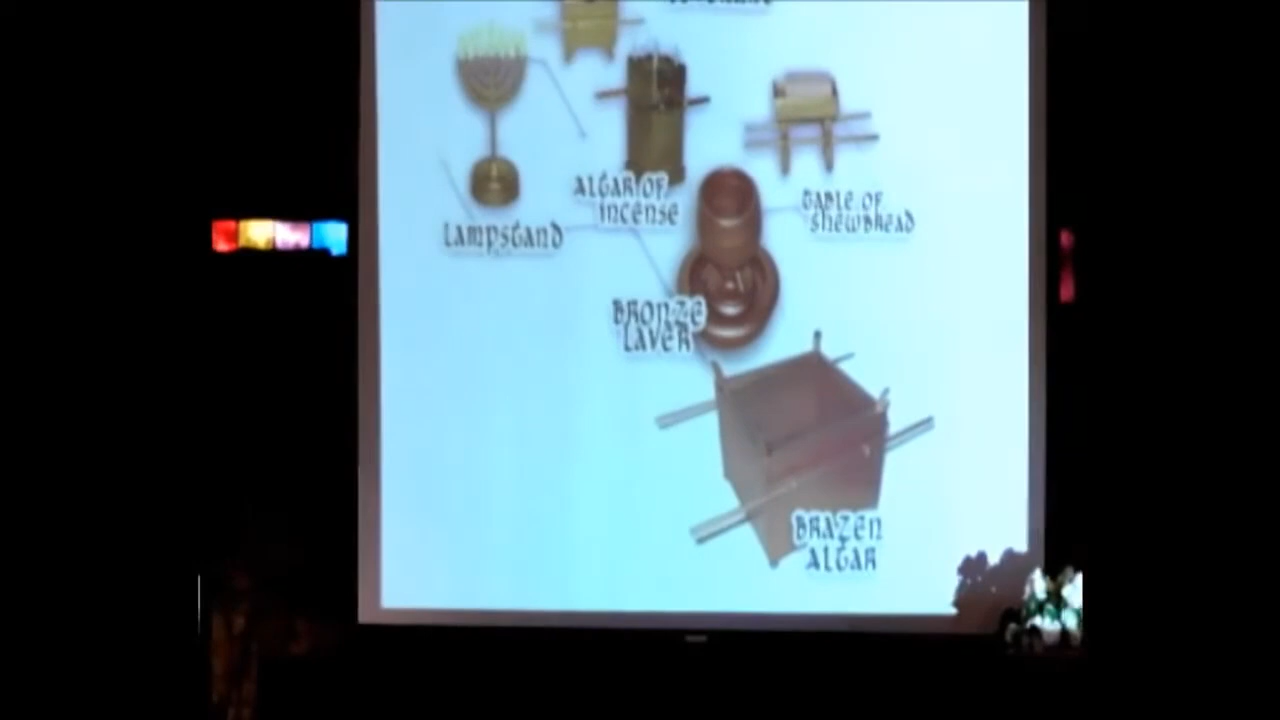 ALTAR OF
INCENSE
TABLE OF
SHEWBREAD
LAMPSTAND
BRONZE
LAVER
BRAZEN
ALTAR